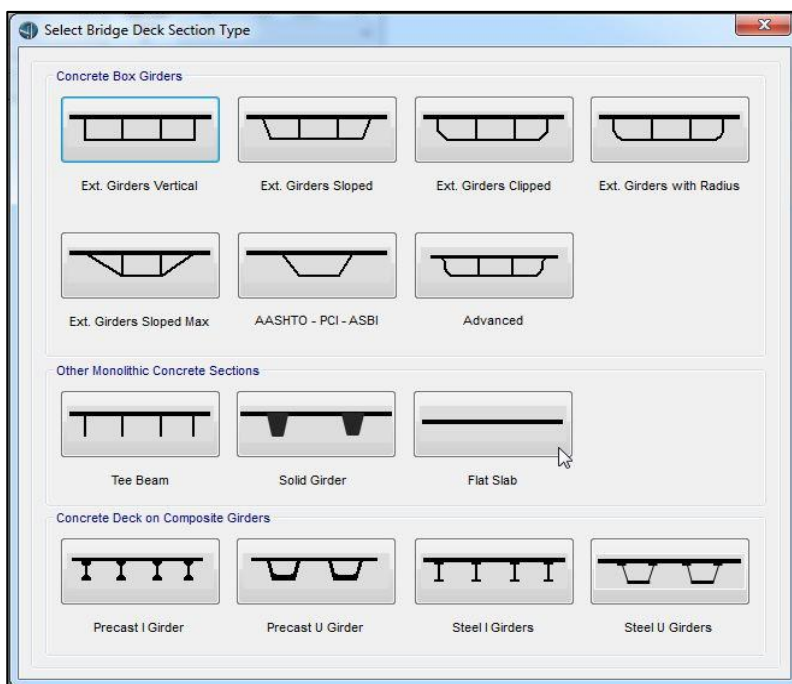 Select Bridge Deck Section Type
Concrete Box Girders
Ext. Girders Vertical
Ext. Girders Sloped
Ext. Girders Clipped
Ext. Girders with Radius
Ext. Girders Sloped Max
AASHTO - PCI - ASBI
Advanced
Other Monolithic Concrete Sections
Tee Beam
Solid Girder
Flat Slab
Concrete Deck on Composite Girders
Precast I Girder
Precast U Girder
Steel I Girders
Steel U Girders